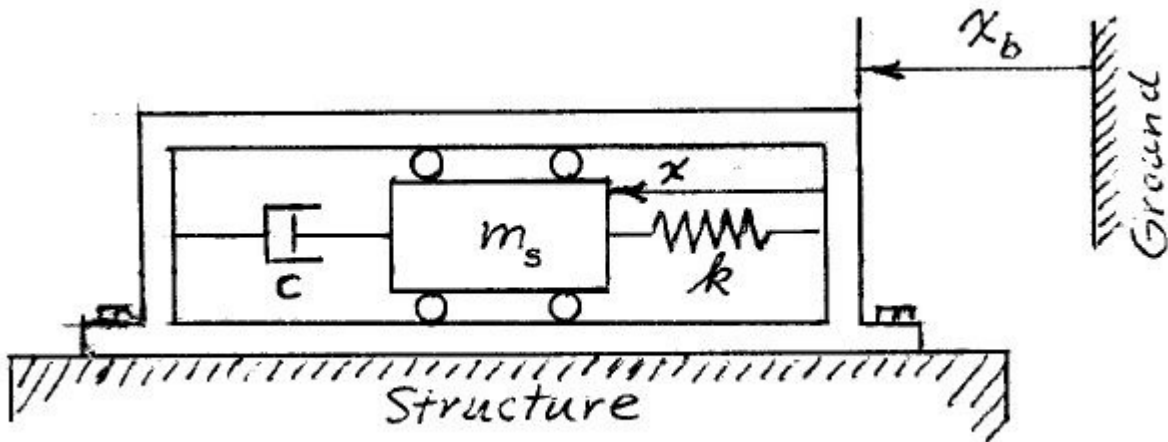 x_b
Ground
x
m_s
c
k
Structure